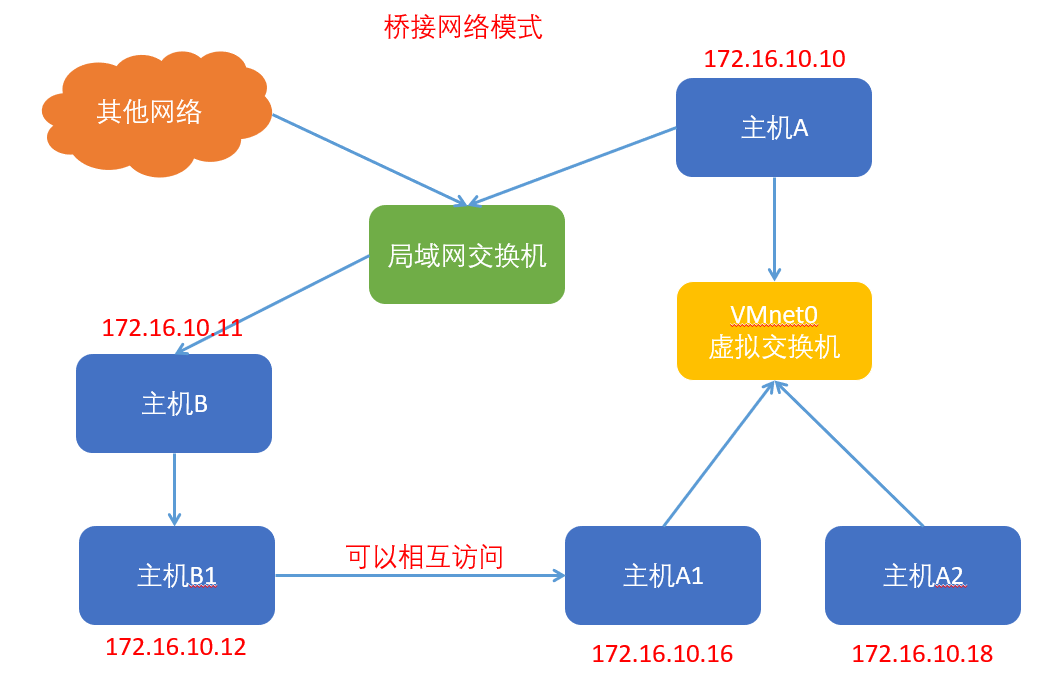 桥接网络模式
172.16.10.10
其他网络
主机A
局域网交换机
VMnet0
虚拟交换机
172.16.10.11
主机B
可以相互访问
主机B1
主机A1
主机A2
172.16.10.12
172.16.10.16
172.16.10.18